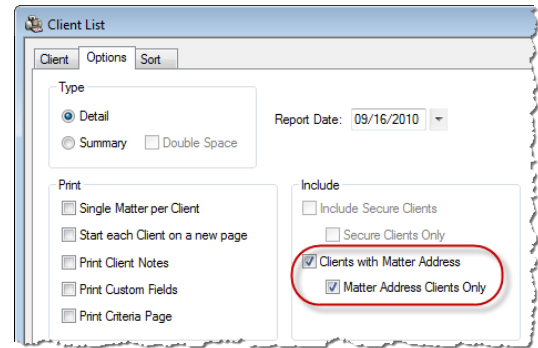 Client List
Client Options Sort
Type
Detail
Report Date: 09/16/2010
Summary Double Space
Print
Include
Single Matter per Client
Include Secure Clients
Start each Client on a new page
Secure Clients Only
Print Client Notes
Clients with Matter Address
Print Custom Fields
Matter Address Clients Only
Print Criteria Page